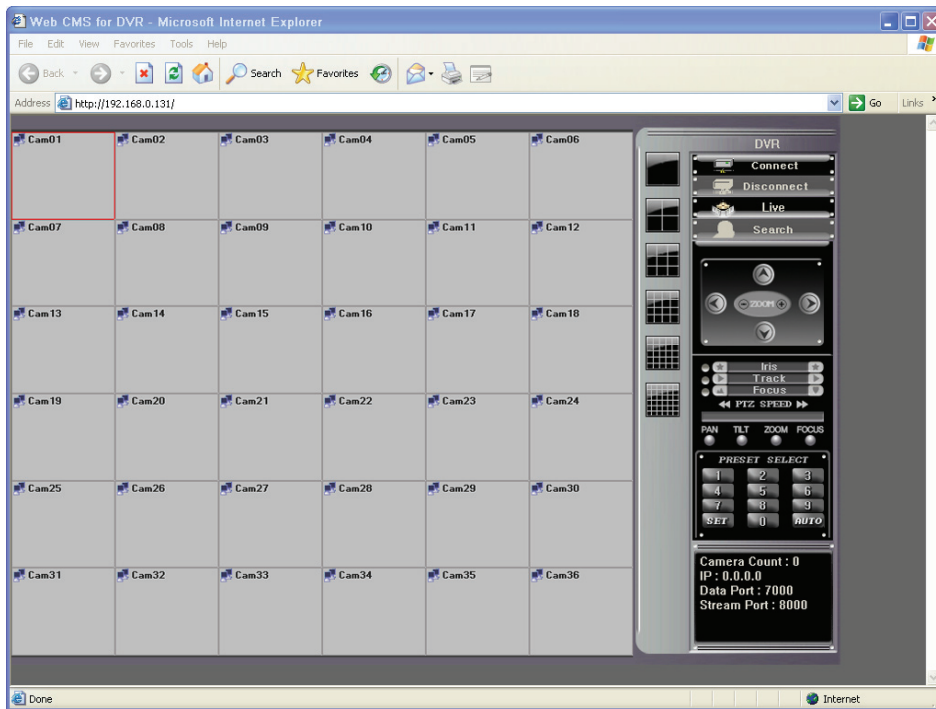 Web CMS for DVR - Microsoft Internet Explorer
File Edit View Favorites Tools Help
Back Search Favorites
Address http://192.168.0.131/ Go Links
Cam01 Cam02 Cam03 Cam04 Cam05 Cam06
Cam07 Cam08 Cam09 Cam10 Cam11 Cam12
Cam13 Cam14 Cam15 Cam16 Cam17 Cam18
Cam19 Cam20 Cam21 Cam22 Cam23 Cam24
Cam25 Cam26 Cam27 Cam28 Cam29 Cam30
Cam31 Cam32 Cam33 Cam34 Cam35 Cam36
DVR
Connect
Disconnect
Live
Search
ZOOM
Iris
Track
Focus
PTZ SPEED
PAN TILT ZOOM FOCUS
PRESET SELECT
1 2 3
4 5 6
7 8 9
SET 0 AUTO
Camera Count : 0
IP : 0.0.0.0
Data Port : 7000
Stream Port : 8000
Done Internet